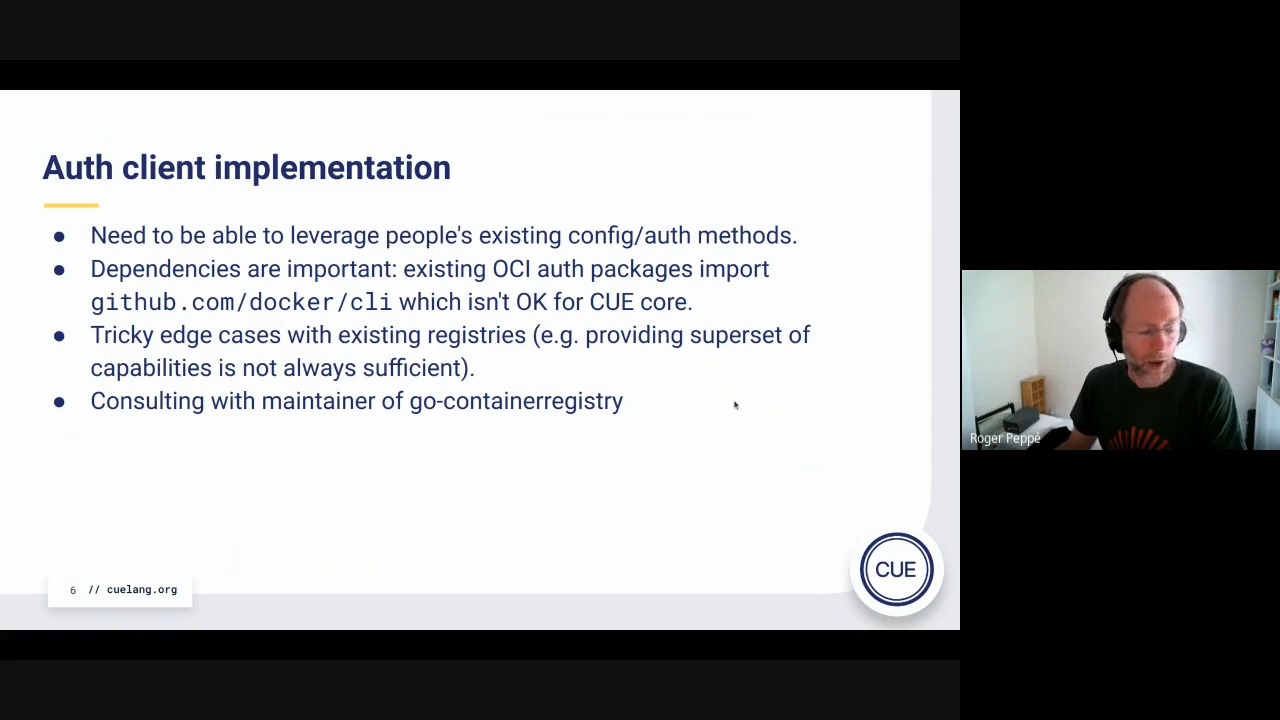 Auth client implementation
● Need to be able to leverage people's existing config/auth methods.
● Dependencies are important: existing OCI auth packages import
github.com/docker/cli which isn't OK for CUE core.
● Tricky edge cases with existing registries (e.g. providing superset of
capabilities is not always sufficient).
● Consulting with maintainer of go-containerregistry
6 // cuelang.org
CUE
Roger Peppé